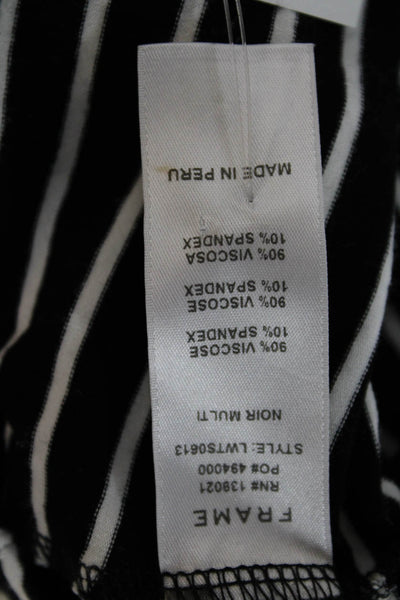 FRAME
RN# 139021
PO# 494000
STYLE: LWTS0613
NOIR MULTI
90% VISCOSE
10% SPANDEX
90% VISCOSE
10% SPANDEX
90% VISCOSA
10% SPANDEX
MADE IN PERU